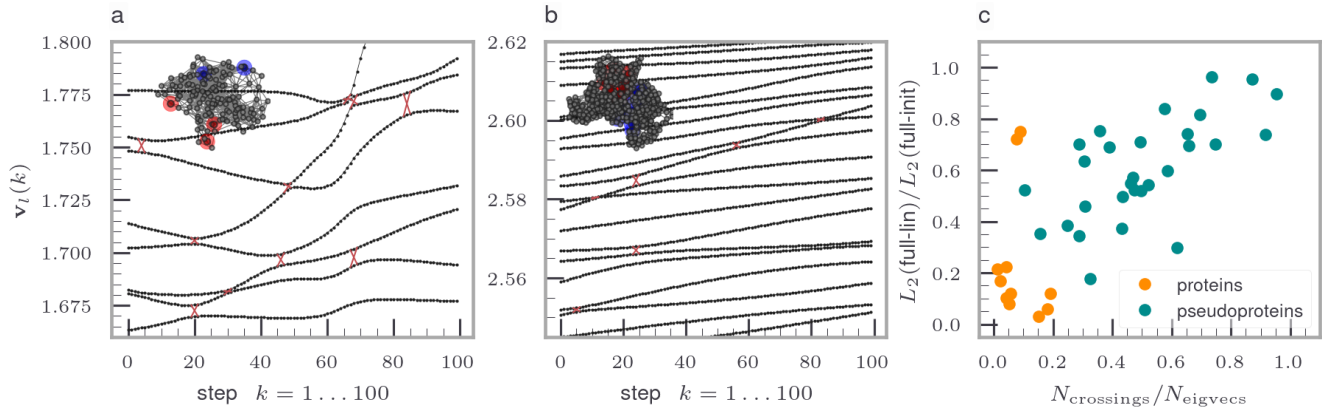 a
b
c
1.800
1.775
1.750
1.725
1.700
1.675
v_l(k)
0 20 40 60 80 100
step k = 1 … 100
2.62
2.60
2.58
2.56
0 20 40 60 80 100
step k = 1 … 100
1.0
0.8
0.6
0.4
0.2
0.0
L_2(full-lin)/L_2(full-init)
proteins
pseudoproteins
0.0 0.2 0.4 0.6 0.8 1.0
N_crossings/N_eigvecs